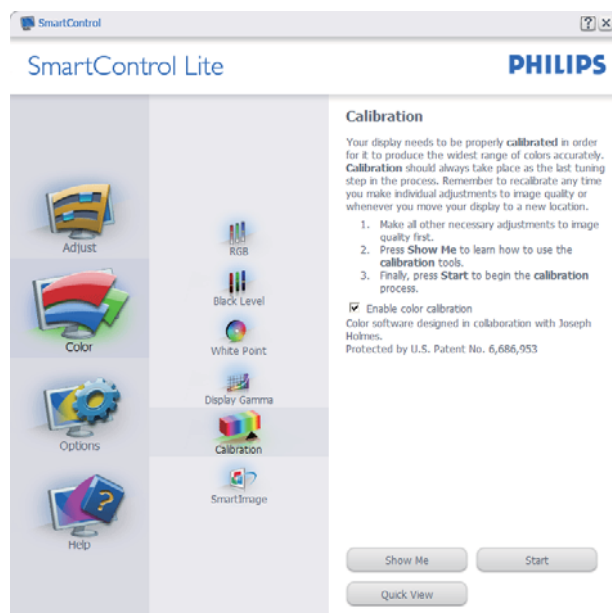 SmartControl
SmartControl Lite
PHILIPS
Adjust
Color
Options
Help
RGB
Black Level
White Point
Display Gamma
Calibration
SmartImage
Calibration
Your display needs to be properly calibrated in order
for it to produce the widest range of colors accurately.
Calibration should always take place as the last tuning
step in the process. Remember to recalibrate any time
you make individual adjustments to image quality or
whenever you move your display to a new location.
1. Make all other necessary adjustments to image
quality first.
2. Press Show Me to learn how to use the
calibration tools.
3. Finally, press Start to begin the calibration
process.
Enable color calibration
Color software designed in collaboration with Joseph
Holmes.
Protected by U.S. Patent No. 6,686,953
Show Me
Start
Quick View